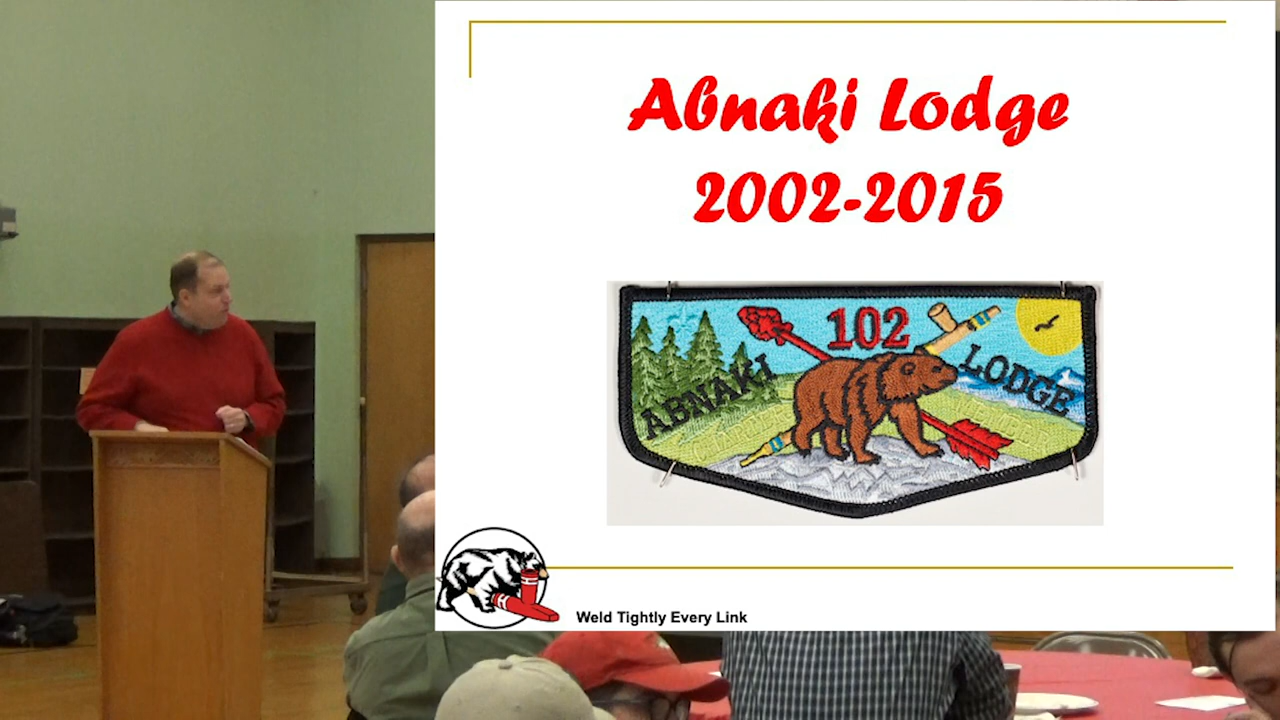 Abnaki Lodge
2002-2015
102
ABNAKI
LODGE
Weld Tightly Every Link